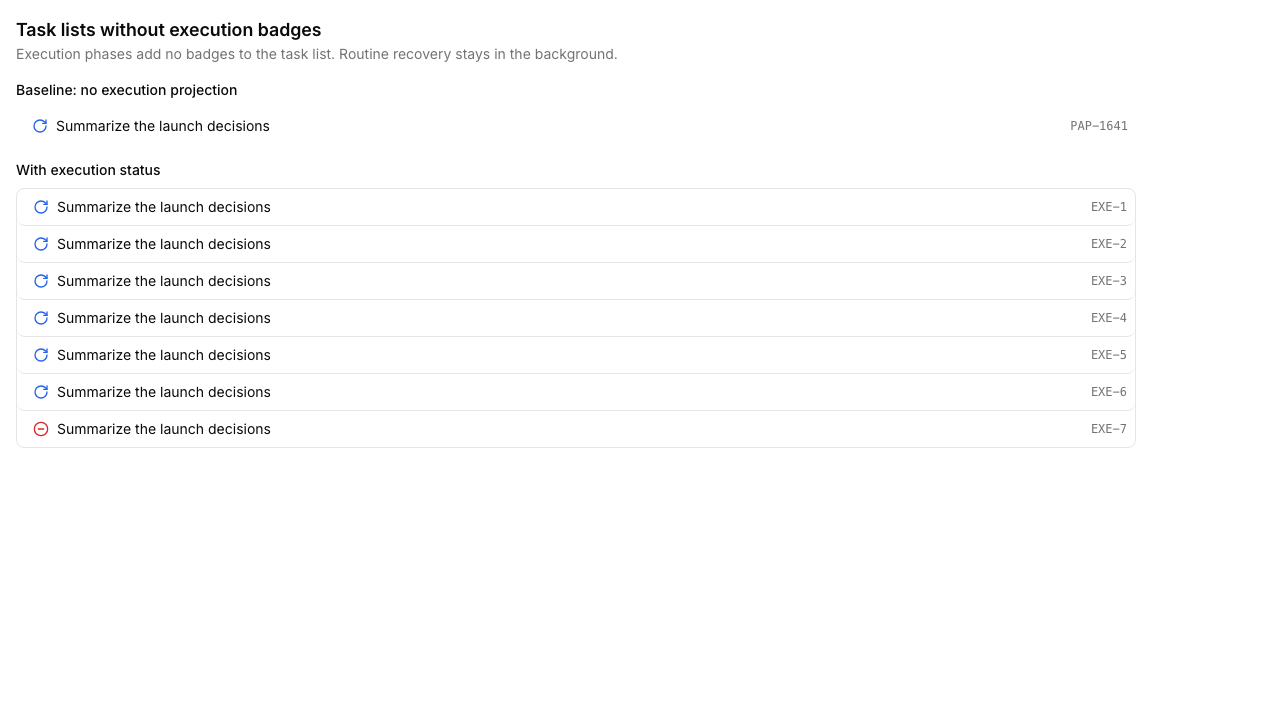 Task lists without execution badges
Execution phases add no badges to the task list. Routine recovery stays in the background.
Baseline: no execution projection
Summarize the launch decisions PAP-1641
With execution status
Summarize the launch decisions EXE-1
Summarize the launch decisions EXE-2
Summarize the launch decisions EXE-3
Summarize the launch decisions EXE-4
Summarize the launch decisions EXE-5
Summarize the launch decisions EXE-6
Summarize the launch decisions EXE-7